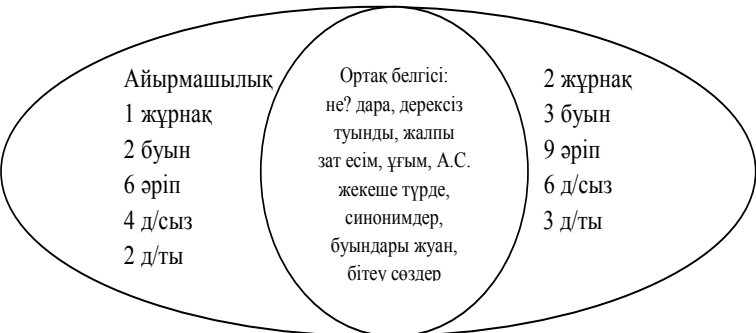 Айырмашылық
1 жұрнақ
2 буын
6 әріп
4 д/сыз
2 д/ты
Ортақ белгісі:
не? дара, дерексіз
туынды, жалпы
зат есім, ұғым, А.С.
жекеше түрде,
синонимдер,
буындары жуан,
бітеу сөздер
2 жұрнақ
3 буын
9 әріп
6 д/сыз
3 д/ты